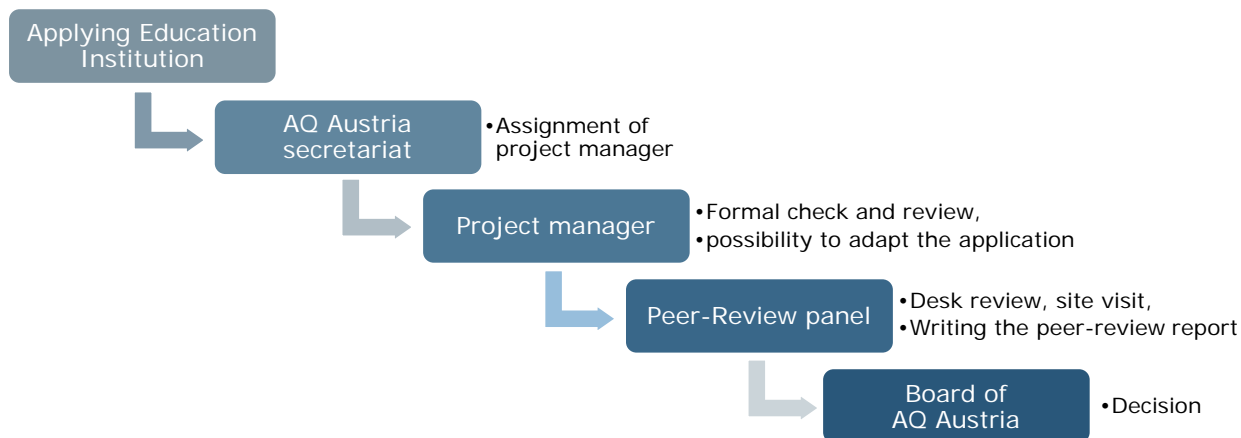 Applying Education
Institution
AQ Austria
secretariat
•Assignment of
project manager
Project manager
•Formal check and review,
•possibility to adapt the application
Peer-Review panel
•Desk review, site visit,
•Writing the peer-review report
Board of
AQ Austria
•Decision